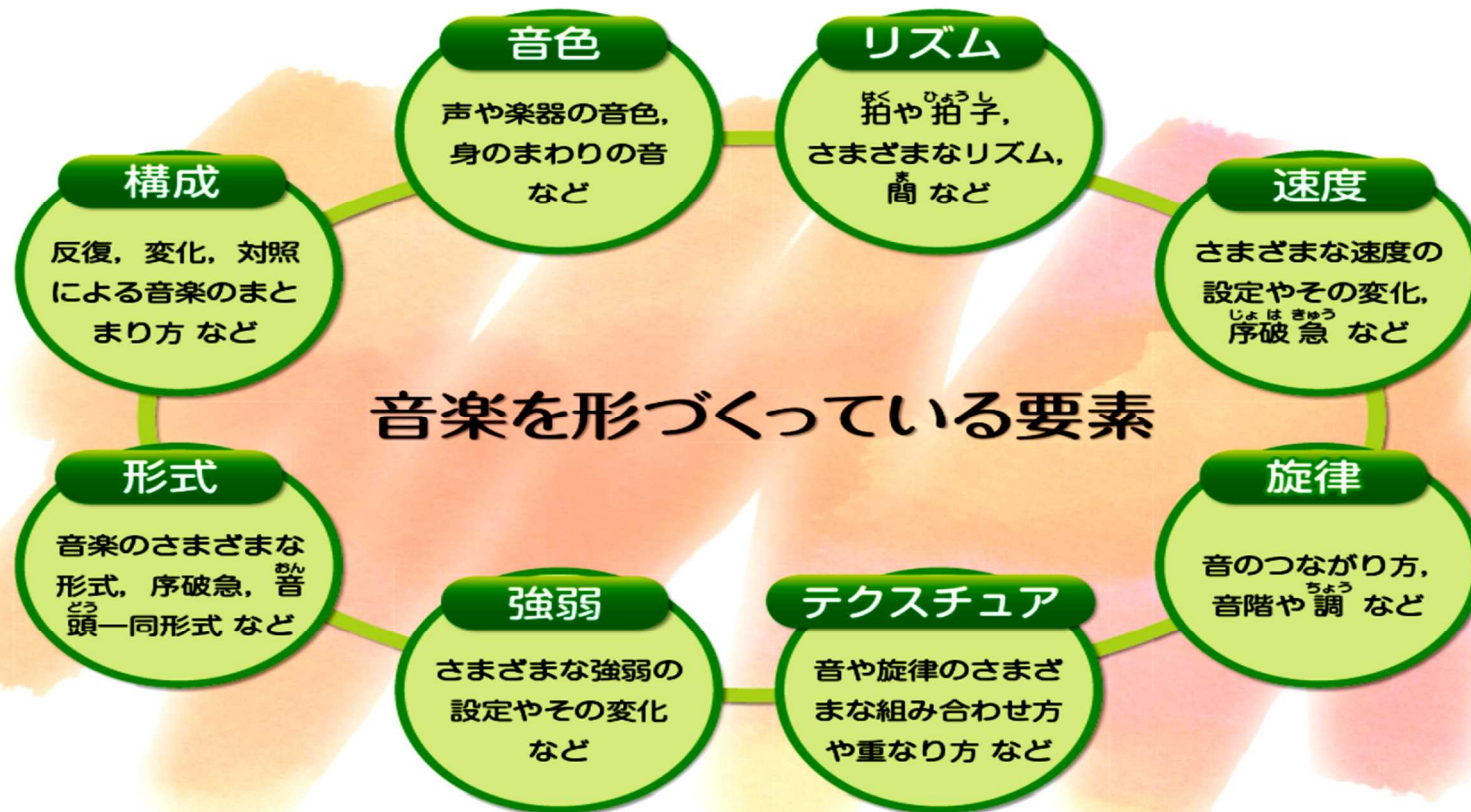 音楽を形づくっている要素
音色
声や楽器の音色,
身のまわりの音
など
リズム
拍や拍子,
さまざまなリズム,
間 など
速度
さまざまな速度の
設定やその変化,
序破急 など
旋律
音のつながり方,
音階や調 など
テクスチュア
音や旋律のさまざ
まな組み合わせ方
や重なり方 など
強弱
さまざまな強弱の
設定やその変化
など
形式
音楽のさまざまな
形式, 序破急, 音
頭一同形式 など
構成
反復, 変化, 対照
による音楽のまと
まり方 など